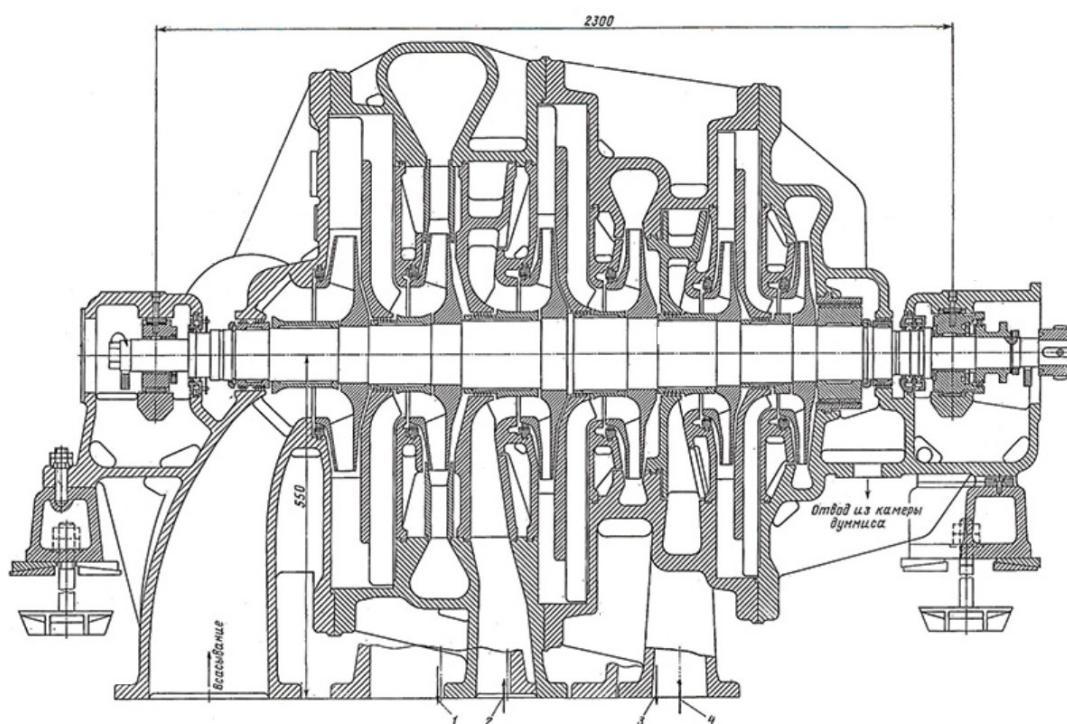 2300
550
Отвод из камеры
думмиса
всасывание
1 2 3 4